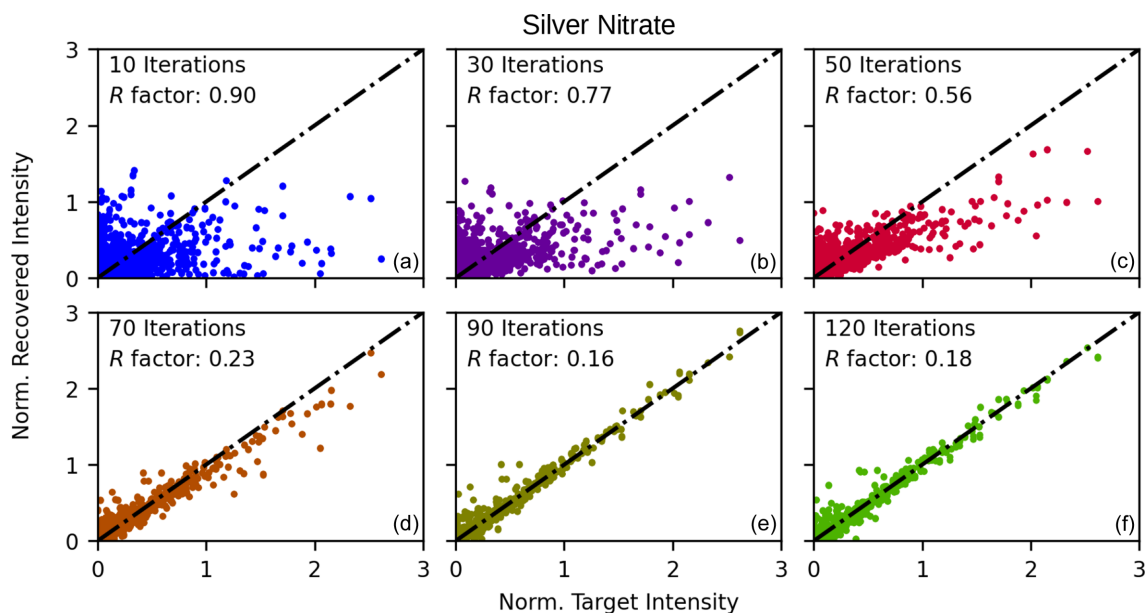 Silver Nitrate
3
2
1
0
10 Iterations
R factor: 0.90
(a)
30 Iterations
R factor: 0.77
(b)
50 Iterations
R factor: 0.56
(c)
Norm. Recovered Intensity
3
2
1
0
70 Iterations
R factor: 0.23
(d)
90 Iterations
R factor: 0.16
(e)
120 Iterations
R factor: 0.18
(f)
0 1 2 3
0 1 2 3
0 1 2 3
Norm. Target Intensity